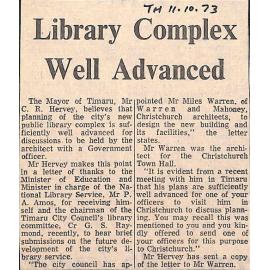 TH 11.10.73
Library Complex
Well Advanced
The Mayor of Timaru, Mr
C. R. Hervey, believes that
planning of the city's new
public library complex is suf-
ficiently well advanced for
discussions to be held by the
architect with a Government
officer.
Mr Hervey makes this point
in a letter of thanks to the
Minister of Education and
Minister in charge of the Na-
tional Library Service, Mr P.
A. Amos, for receiving him-
self and the chairman of the
Timaru City Council's library
committee, Cr G. S. Ray-
mond, recently, to hear brief
submissions on the future de-
velopment of the city's lib-
rary service.
"The city council has ap-
pointed Mr Miles Warren, of
Warren and Mahoney,
Christchurch architects, to
design the new building and
its facilities," the letter
states.
Mr Warren was the archi-
tect for the Christchurch
Town Hall.
"It is evident from a recent
meeting with him in Timaru
that his plans are sufficiently
well advanced for one of your
officers to visit him in
Christchurch to discuss plann-
ing. You may recall this was
mentioned to you and you kin-
dly offered to send one of
your officers for this purpose
to Christchurch."
Mr Hervey has sent a copy
of the letter to Mr Warren.